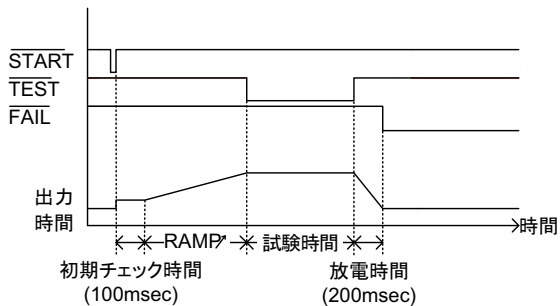 START
TEST
FAIL
出力
時間
時間
RAMP↗
試験時間
初期チェック時間
(100msec)
放電時間
(200msec)